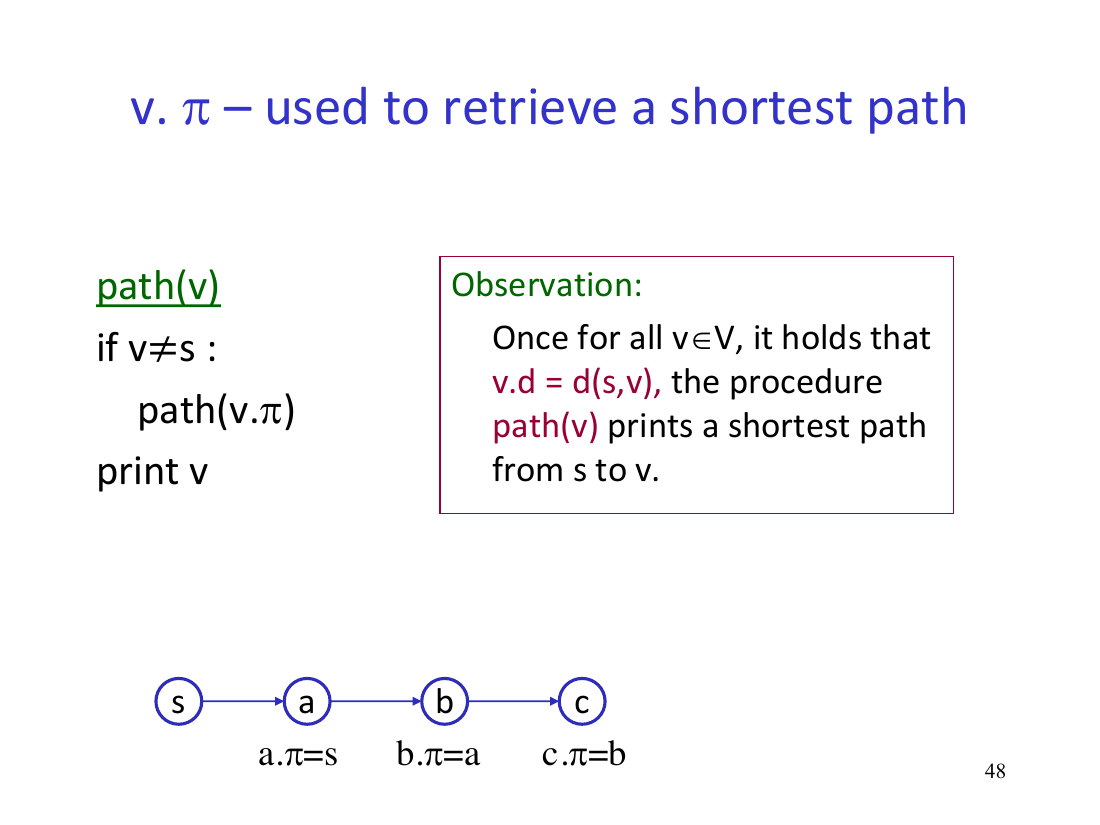 v. π – used to retrieve a shortest path
path(v)
if v≠s :
path(v.π)
print v
Observation:
Once for all v∈V, it holds that
v.d = d(s,v), the procedure
path(v) prints a shortest path
from s to v.
s a b c
a.π=s b.π=a c.π=b
48